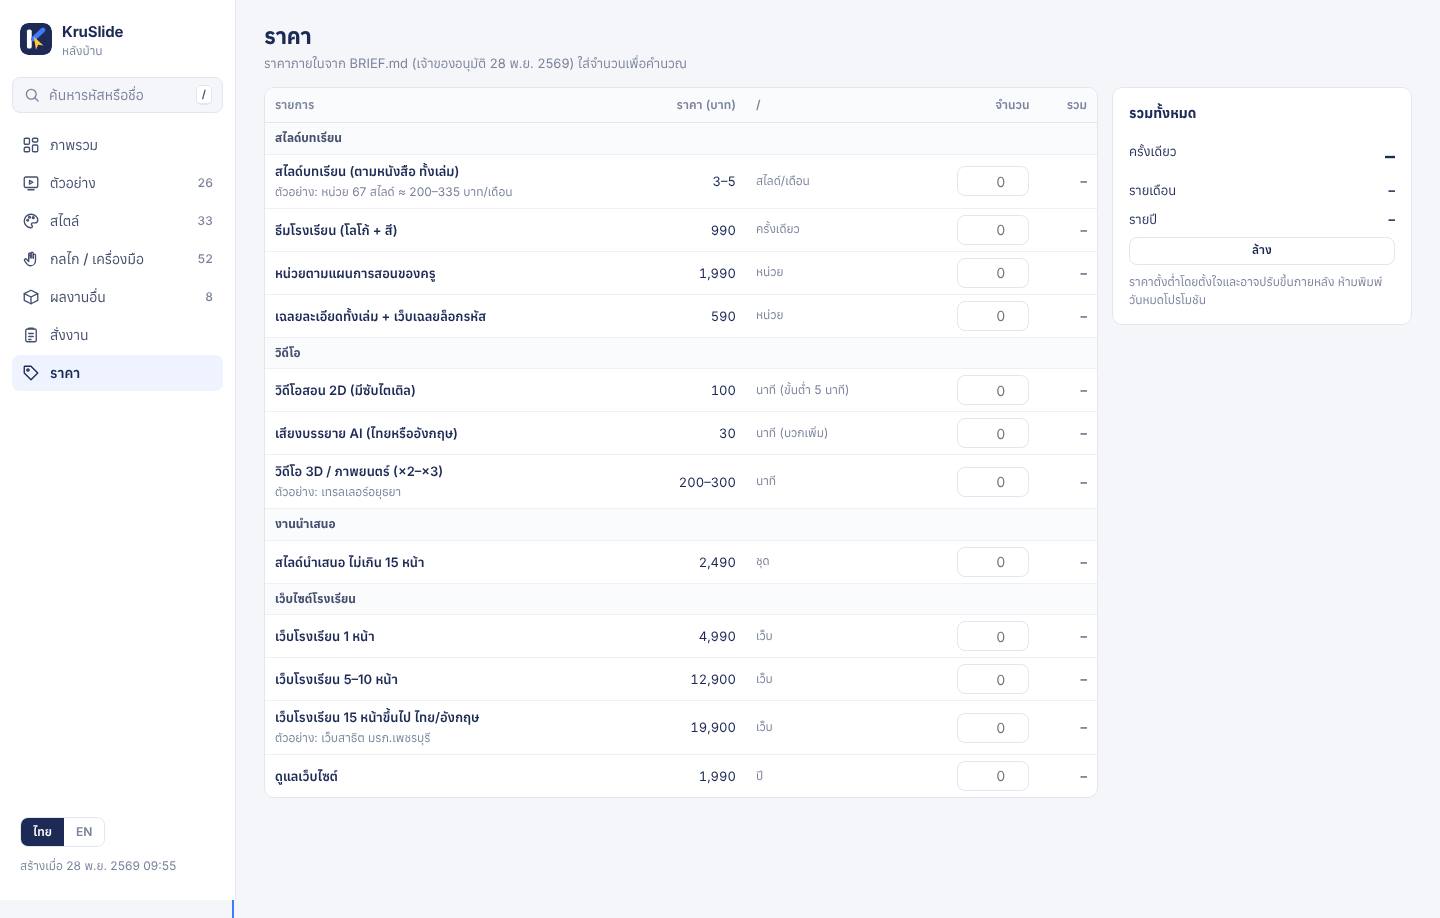 KruSlide
หลังบ้าน
ค้นหารหัสหรือชื่อ /
ภาพรวม
ตัวอย่าง 26
สไตล์ 33
กลไก / เครื่องมือ 52
ผลงานอื่น 8
สั่งงาน
ราคา
ไทย EN
สร้างเมื่อ 28 พ.ย. 2569 09:55
ราคา
ราคาภายในจาก BRIEF.md (เจ้าของอนุมัติ 28 พ.ย. 2569) ใส่จำนวนเพื่อคำนวณ
รายการ ราคา (บาท) / จำนวน รวม
สไลด์บทเรียน
สไลด์บทเรียน (ตามหนังสือ ทั้งเล่ม) 3–5 สไลด์/เดือน 0 –
ตัวอย่าง: หน่วย 67 สไลด์ ≈ 200–335 บาท/เดือน
ธีมโรงเรียน (โลโก้ + สี) 990 ครั้งเดียว 0 –
หน่วยตามแผนการสอนของครู 1,990 หน่วย 0 –
เฉลยละเอียดทั้งเล่ม + เว็บเฉลยล็อกรหัส 590 หน่วย 0 –
วิดีโอ
วิดีโอสอน 2D (มีซับไตเติล) 100 นาที (ขั้นต่ำ 5 นาที) 0 –
เสียงบรรยาย AI (ไทยหรืออังกฤษ) 30 นาที (บวกเพิ่ม) 0 –
วิดีโอ 3D / ภาพยนตร์ (×2–×3) 200–300 นาที 0 –
ตัวอย่าง: เทรลเลอร์อยุธยา
งานนำเสนอ
สไลด์นำเสนอ ไม่เกิน 15 หน้า 2,490 ชุด 0 –
เว็บไซต์โรงเรียน
เว็บโรงเรียน 1 หน้า 4,990 เว็บ 0 –
เว็บโรงเรียน 5–10 หน้า 12,900 เว็บ 0 –
เว็บโรงเรียน 15 หน้าขึ้นไป ไทย/อังกฤษ 19,900 เว็บ 0 –
ตัวอย่าง: เว็บสาธิต มรภ.เพชรบุรี
ดูแลเว็บไซต์ 1,990 ปี 0 –
รวมทั้งหมด
ครั้งเดียว –
รายเดือน –
รายปี –
ล้าง
ราคาตั้งต่ำโดยตั้งใจและอาจปรับขึ้นภายหลัง ห้ามพิมพ์
วันหมดโปรโมชัน